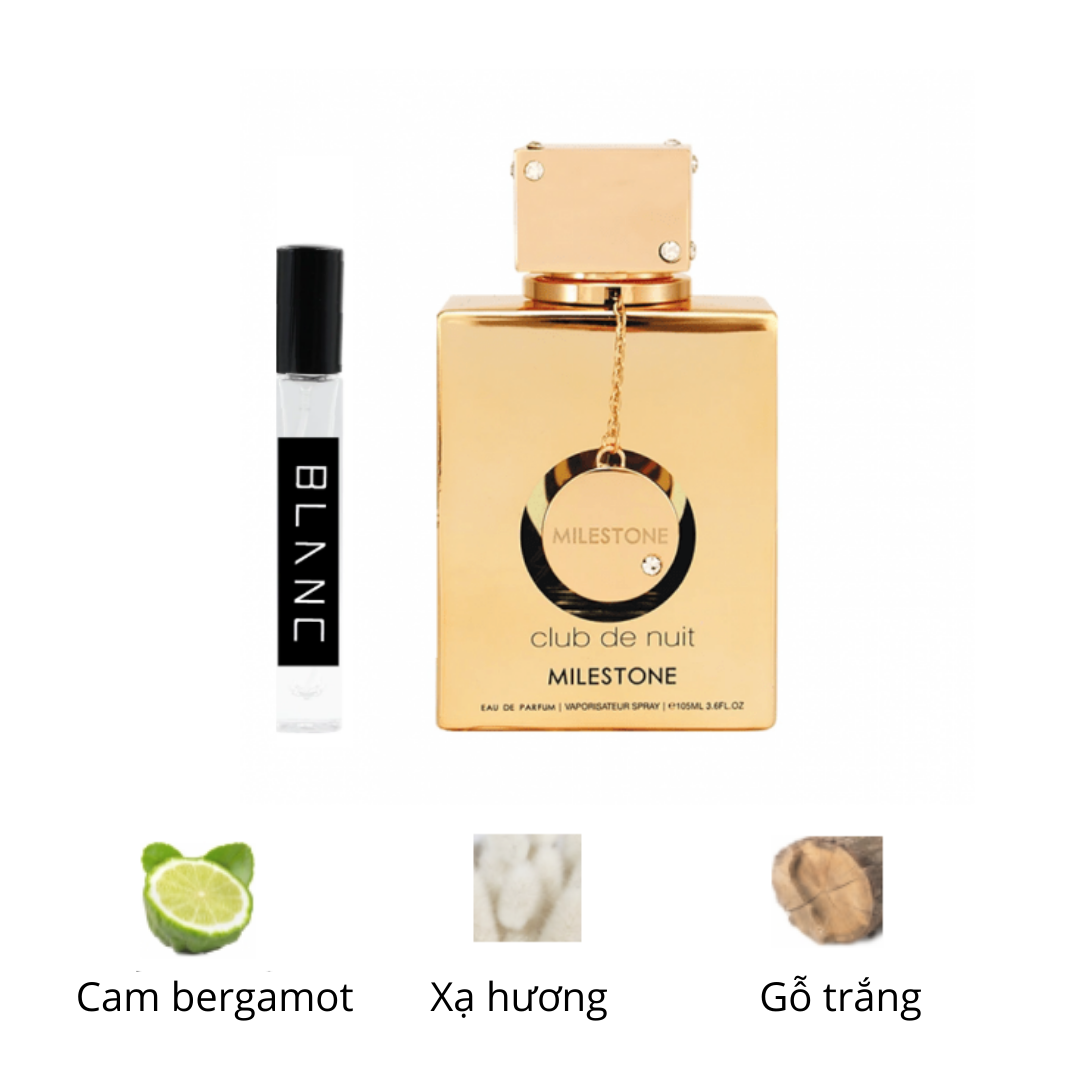 BLANC
MILESTONE
club de nuit
MILESTONE
EAU DE PARFUM | VAPORISATEUR SPRAY | ℮105ML 3.6FL.OZ
Cam bergamot
Xạ hương
Gỗ trắng